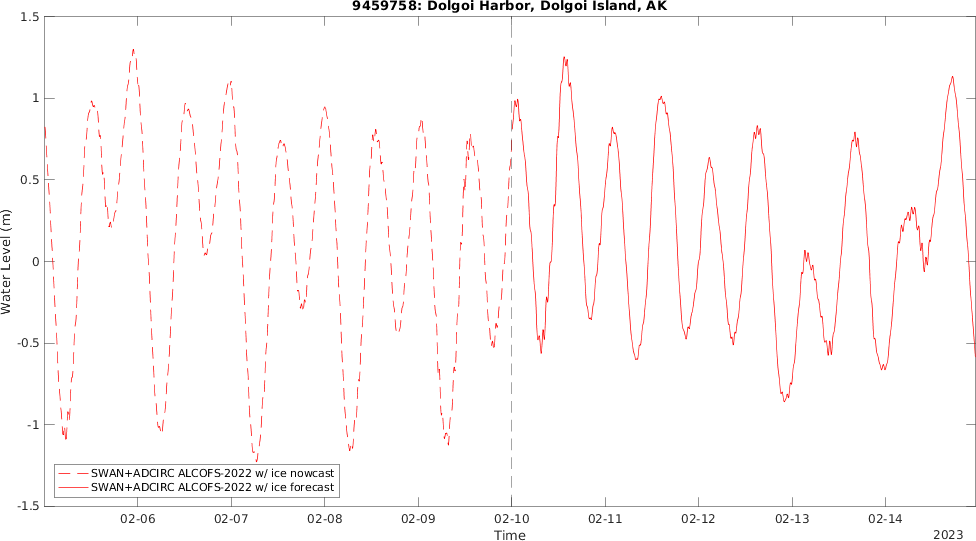 9459758: Dolgoi Harbor, Dolgoi Island, AK
1.5
1
0.5
0
-0.5
-1
-1.5
Water Level (m)
SWAN+ADCIRC ALCOFS-2022 w/ ice nowcast
SWAN+ADCIRC ALCOFS-2022 w/ ice forecast
02-06 02-07 02-08 02-09 02-10 02-11 02-12 02-13 02-14
Time
2023